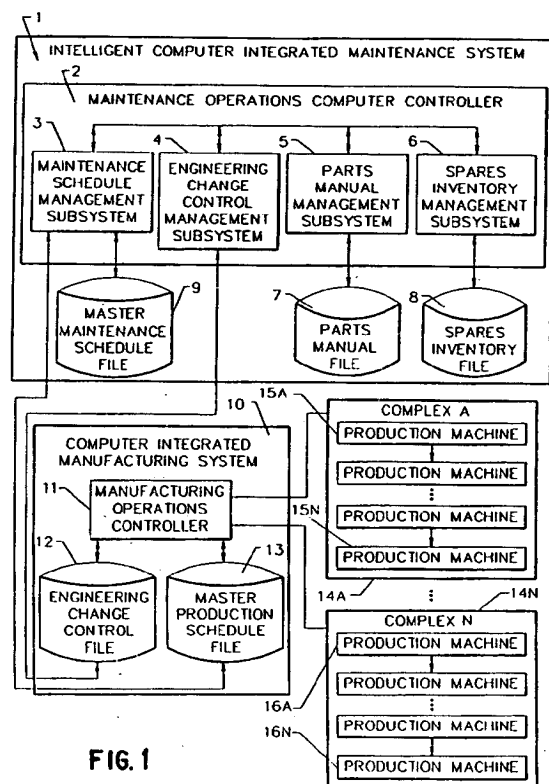 1
INTELLIGENT COMPUTER INTEGRATED MAINTENANCE SYSTEM
2
MAINTENANCE OPERATIONS COMPUTER CONTROLLER
3
MAINTENANCE
SCHEDULE
MANAGEMENT
SUBSYSTEM
4
ENGINEERING
CHANGE
CONTROL
MANAGEMENT
SUBSYSTEM
5
PARTS
MANUAL
MANAGEMENT
SUBSYSTEM
6
SPARES
INVENTORY
MANAGEMENT
SUBSYSTEM
MASTER
MAINTENANCE
SCHEDULE
FILE
9
7
PARTS
MANUAL
FILE
8
SPARES
INVENTORY
FILE
10
COMPUTER INTEGRATED
MANUFACTURING
SYSTEM
11
MANUFACTURING
OPERATIONS
CONTROLLER
12
ENGINEERING
CHANGE
CONTROL
FILE
13
MASTER
PRODUCTION
SCHEDULE
FILE
15A
COMPLEX A
PRODUCTION MACHINE
PRODUCTION MACHINE
PRODUCTION MACHINE
15N
PRODUCTION MACHINE
14A
14N
COMPLEX N
PRODUCTION MACHINE
16A
PRODUCTION MACHINE
PRODUCTION MACHINE
16N
PRODUCTION MACHINE
FIG. 1